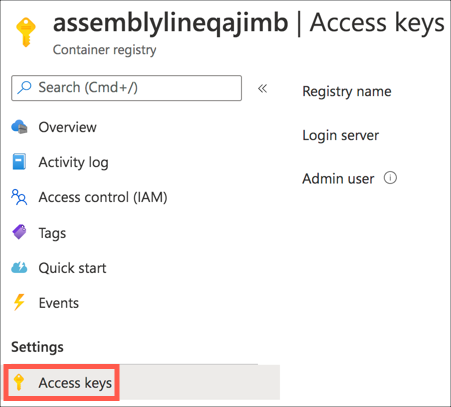 assemblylineqajimb | Access keys
Container registry
Search (Cmd+/)
«
Registry name
Overview
Login server
Activity log
Admin user
Access control (IAM)
Tags
Quick start
Events
Settings
Access keys